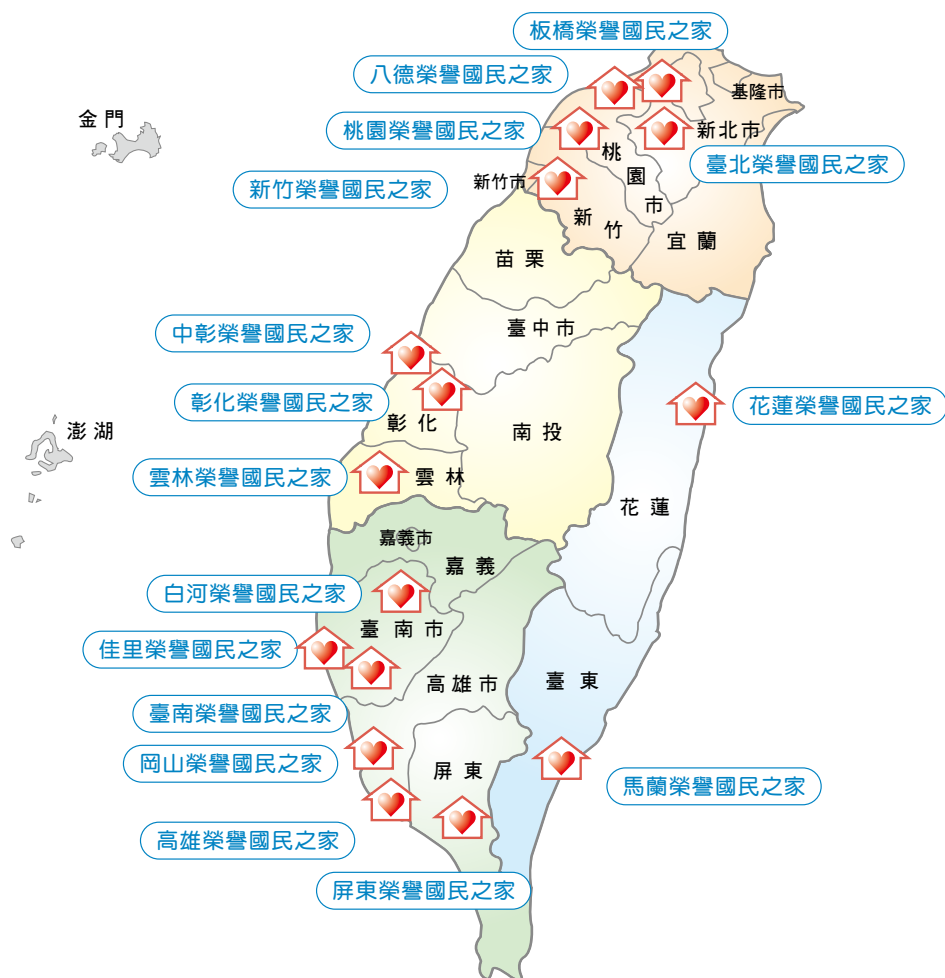 板橋榮譽國民之家
八德榮譽國民之家
基隆市
金門
桃園榮譽國民之家
新北市
桃園市
臺北榮譽國民之家
新竹榮譽國民之家
新竹市
新竹
宜蘭
苗栗
中彰榮譽國民之家
臺中市
彰化榮譽國民之家
花蓮榮譽國民之家
彰化
南投
澎湖
雲林榮譽國民之家
雲林
花蓮
嘉義市
嘉義
白河榮譽國民之家
臺南市
佳里榮譽國民之家
高雄市
臺東
臺南榮譽國民之家
岡山榮譽國民之家
屏東
馬蘭榮譽國民之家
高雄榮譽國民之家
屏東榮譽國民之家